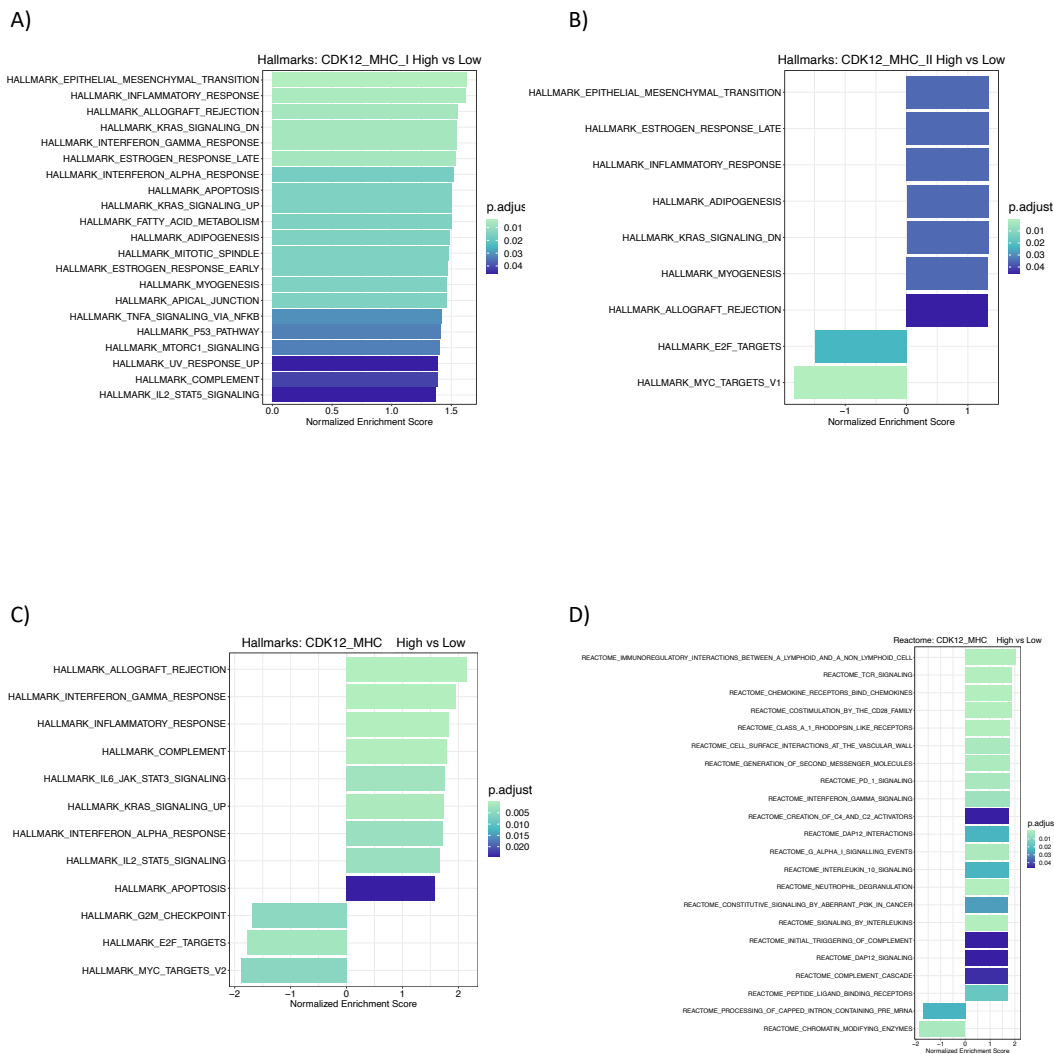 A)
Hallmarks: CDK12_MHC_I High vs Low
HALLMARK_EPITHELIAL_MESENCHYMAL_TRANSITION
HALLMARK_INFLAMMATORY_RESPONSE
HALLMARK_ALLOGRAFT_REJECTION
HALLMARK_KRAS_SIGNALING_DN
HALLMARK_INTERFERON_GAMMA_RESPONSE
HALLMARK_ESTROGEN_RESPONSE_LATE
HALLMARK_INTERFERON_ALPHA_RESPONSE
HALLMARK_APOPTOSIS
HALLMARK_KRAS_SIGNALING_UP
HALLMARK_FATTY_ACID_METABOLISM
HALLMARK_ADIPOGENESIS
HALLMARK_MITOTIC_SPINDLE
HALLMARK_ESTROGEN_RESPONSE_EARLY
HALLMARK_MYOGENESIS
HALLMARK_APICAL_JUNCTION
HALLMARK_TNFA_SIGNALING_VIA_NFKB
HALLMARK_P53_PATHWAY
HALLMARK_MTORC1_SIGNALING
HALLMARK_UV_RESPONSE_UP
HALLMARK_COMPLEMENT
HALLMARK_IL2_STAT5_SIGNALING
0.0 0.5 1.0 1.5
Normalized Enrichment Score
p.adjust
0.01
0.02
0.03
0.04
B)
Hallmarks: CDK12_MHC_II High vs Low
HALLMARK_EPITHELIAL_MESENCHYMAL_TRANSITION
HALLMARK_ESTROGEN_RESPONSE_LATE
HALLMARK_INFLAMMATORY_RESPONSE
HALLMARK_ADIPOGENESIS
HALLMARK_KRAS_SIGNALING_DN
HALLMARK_MYOGENESIS
HALLMARK_ALLOGRAFT_REJECTION
HALLMARK_E2F_TARGETS
HALLMARK_MYC_TARGETS_V1
−1 0 1
Normalized Enrichment Score
p.adjust
0.01
0.02
0.03
0.04
C)
Hallmarks: CDK12_MHC High vs Low
HALLMARK_ALLOGRAFT_REJECTION
HALLMARK_INTERFERON_GAMMA_RESPONSE
HALLMARK_INFLAMMATORY_RESPONSE
HALLMARK_COMPLEMENT
HALLMARK_IL6_JAK_STAT3_SIGNALING
HALLMARK_KRAS_SIGNALING_UP
HALLMARK_INTERFERON_ALPHA_RESPONSE
HALLMARK_IL2_STAT5_SIGNALING
HALLMARK_APOPTOSIS
HALLMARK_G2M_CHECKPOINT
HALLMARK_E2F_TARGETS
HALLMARK_MYC_TARGETS_V2
−2 −1 0 1 2
Normalized Enrichment Score
p.adjust
0.005
0.010
0.015
0.020
D)
Reactome: CDK12_MHC High vs Low
REACTOME_IMMUNOREGULATORY_INTERACTIONS_BETWEEN_A_LYMPHOID_AND_A_NON_LYMPHOID_CELL
REACTOME_TCR_SIGNALING
REACTOME_CHEMOKINE_RECEPTORS_BIND_CHEMOKINES
REACTOME_COSTIMULATION_BY_THE_CD28_FAMILY
REACTOME_CLASS_A_1_RHODOPSIN_LIKE_RECEPTORS
REACTOME_CELL_SURFACE_INTERACTIONS_AT_THE_VASCULAR_WALL
REACTOME_GENERATION_OF_SECOND_MESSENGER_MOLECULES
REACTOME_PD_1_SIGNALING
REACTOME_INTERFERON_GAMMA_SIGNALING
REACTOME_CREATION_OF_C4_AND_C2_ACTIVATORS
REACTOME_DAP12_INTERACTIONS
REACTOME_G_ALPHA_I_SIGNALLING_EVENTS
REACTOME_INTERLEUKIN_10_SIGNALING
REACTOME_NEUTROPHIL_DEGRANULATION
REACTOME_CONSTITUTIVE_SIGNALING_BY_ABERRANT_PI3K_IN_CANCER
REACTOME_SIGNALING_BY_INTERLEUKINS
REACTOME_INITIAL_TRIGGERING_OF_COMPLEMENT
REACTOME_DAP12_SIGNALING
REACTOME_COMPLEMENT_CASCADE
REACTOME_PEPTIDE_LIGAND_BINDING_RECEPTORS
REACTOME_PROCESSING_OF_CAPPED_INTRON_CONTAINING_PRE_MRNA
REACTOME_CHROMATIN_MODIFYING_ENZYMES
−2 −1 0 1 2
Normalized Enrichment Score
p.adjus
0.01
0.02
0.03
0.04